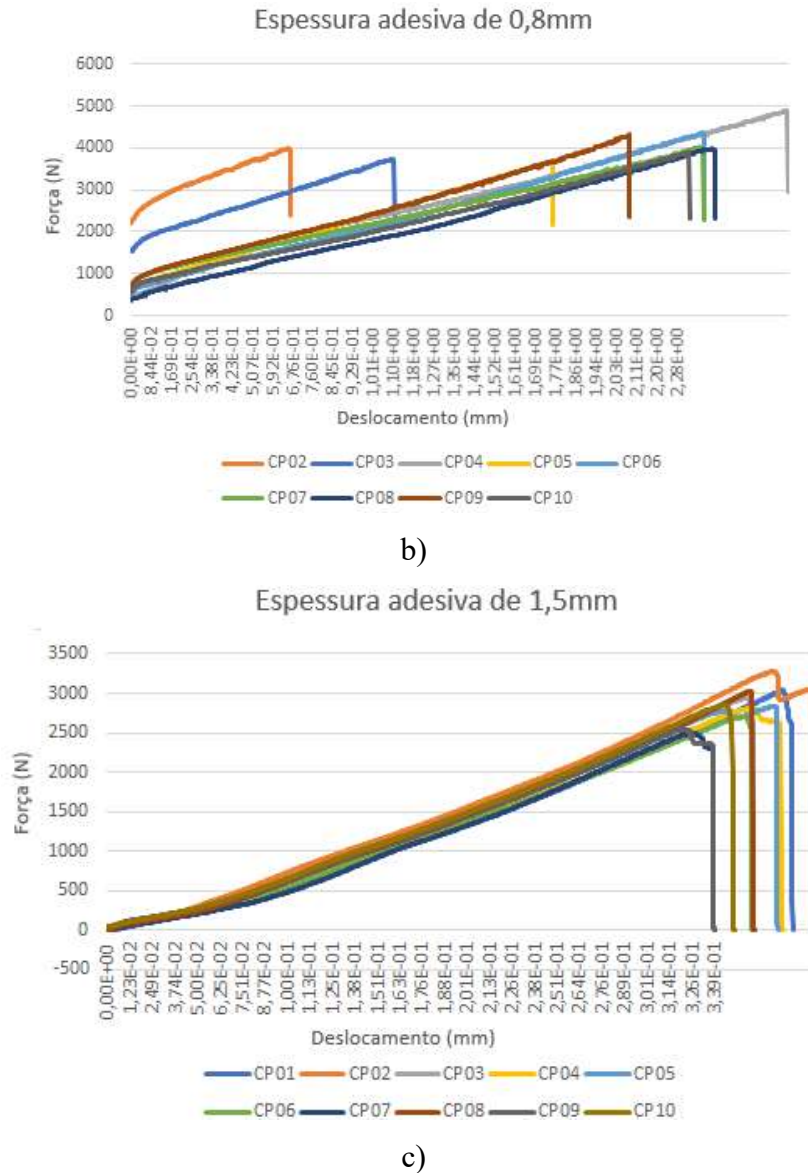 Espessura adesiva de 0,8mm
6000
5000
4000
3000
2000
1000
0
Força (N)
0,00E+00
8,44E-02
1,69E-01
2,54E-01
3,38E-01
4,23E-01
5,07E-01
5,92E-01
6,76E-01
7,60E-01
8,45E-01
9,29E-01
1,01E+00
1,10E+00
1,18E+00
1,27E+00
1,35E+00
1,44E+00
1,52E+00
1,61E+00
1,69E+00
1,77E+00
1,86E+00
1,94E+00
2,03E+00
2,11E+00
2,20E+00
2,28E+00
Deslocamento (mm)
CP02 CP03 CP04 CP05 CP06
CP07 CP08 CP09 CP10
b)
Espessura adesiva de 1,5mm
3500
3000
2500
2000
1500
1000
500
0
-500
Força (N)
0,00E+00
1,23E-02
2,49E-02
3,74E-02
5,00E-02
6,25E-02
7,51E-02
8,77E-02
1,00E-01
1,13E-01
1,25E-01
1,38E-01
1,51E-01
1,63E-01
1,76E-01
1,88E-01
2,01E-01
2,13E-01
2,26E-01
2,38E-01
2,51E-01
2,64E-01
2,76E-01
2,89E-01
3,01E-01
3,14E-01
3,26E-01
3,39E-01
Deslocamento (mm)
CP01 CP02 CP03 CP04 CP05
CP06 CP07 CP08 CP09 CP10
c)